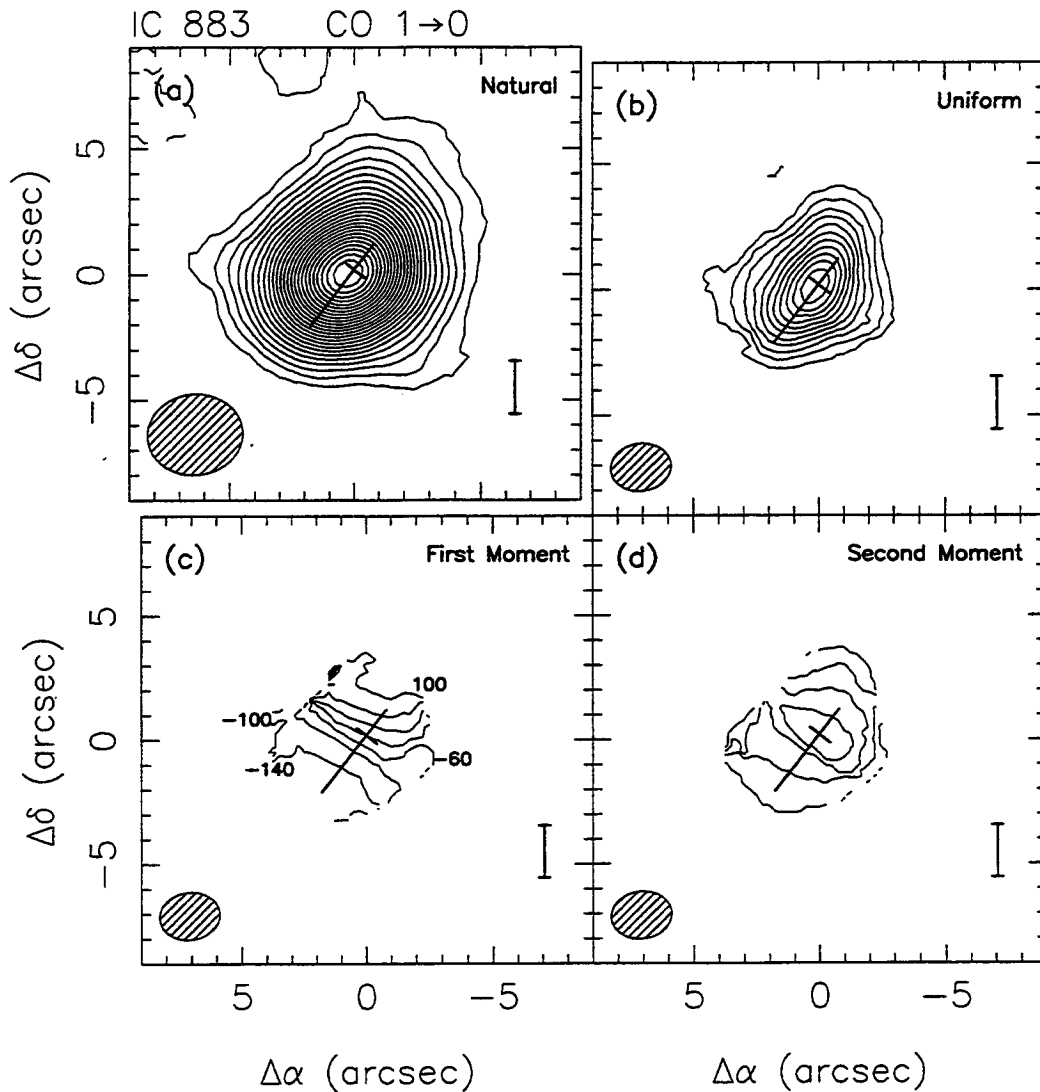 IC 883 CO 1→0
(a) Natural
(b) Uniform
5
0
−5
Δδ (arcsec)
(c) First Moment
(d) Second Moment
5
0
−5
Δδ (arcsec)
100
−100
−60
−140
5 0 −5
5 0 −5
Δα (arcsec)
Δα (arcsec)